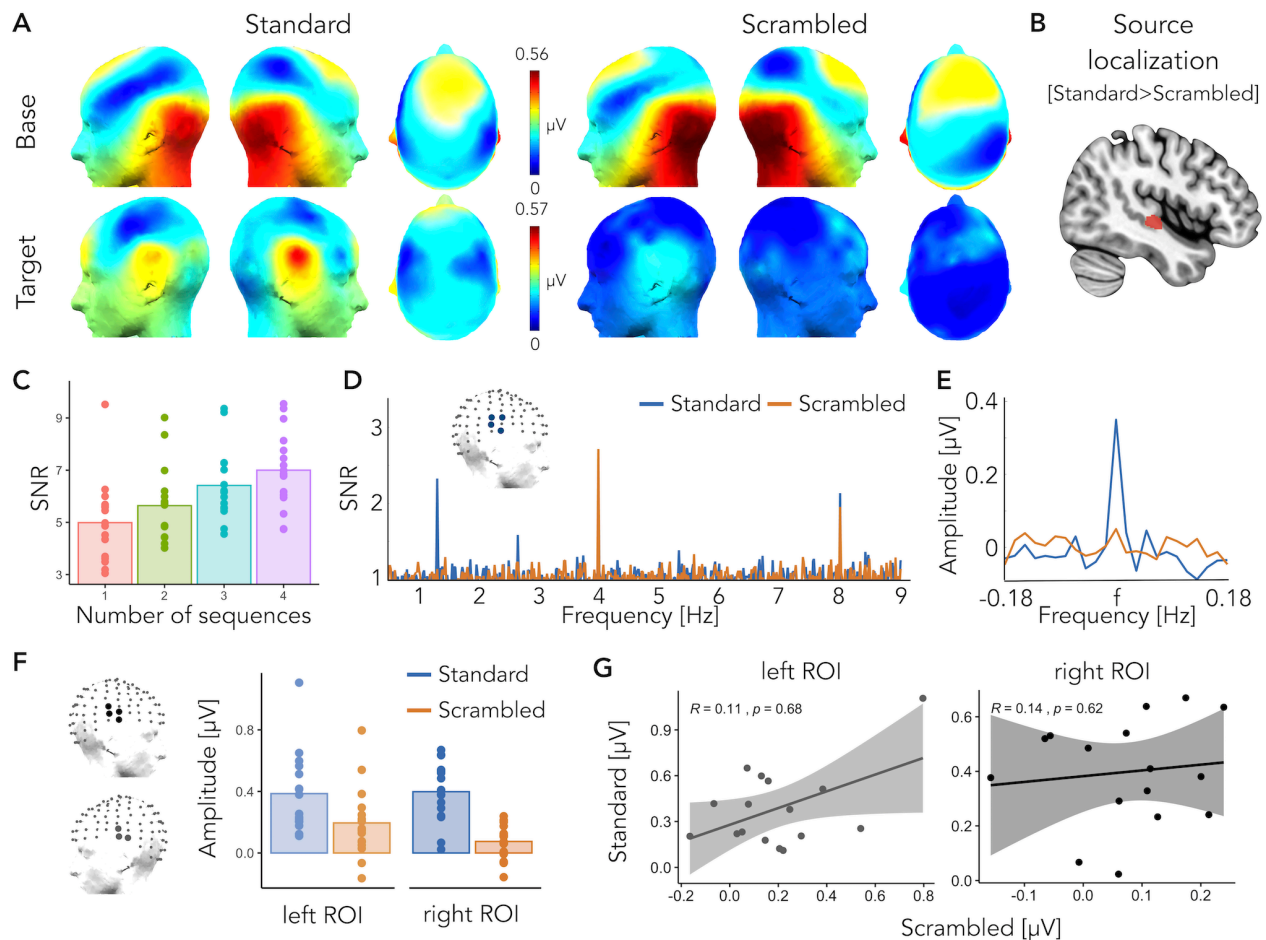 A
Standard
Scrambled
B
Source
localization
[Standard>Scrambled]
Base
0.56
µV
0
Target
0.57
µV
0
C
SNR
9
7
5
3
1
2
3
4
Number of sequences
D
SNR
3
2
1
Standard
Scrambled
1
2
3
4
5
6
7
8
9
Frequency [Hz]
E
Amplitude [µV]
0.4
0.2
0
-0.18
f
0.18
Frequency [Hz]
F
Amplitude [µV]
0.8
0.4
0.0
Standard
Scrambled
left ROI
right ROI
G
left ROI
right ROI
Standard [µV]
R = 0.11 , p = 0.68
0.9
0.6
0.3
0.0
-0.2
0.0
0.2
0.4
0.6
0.8
R = 0.14 , p = 0.62
0.6
0.4
0.2
0.0
-0.1
0.0
0.1
0.2
Scrambled [µV]